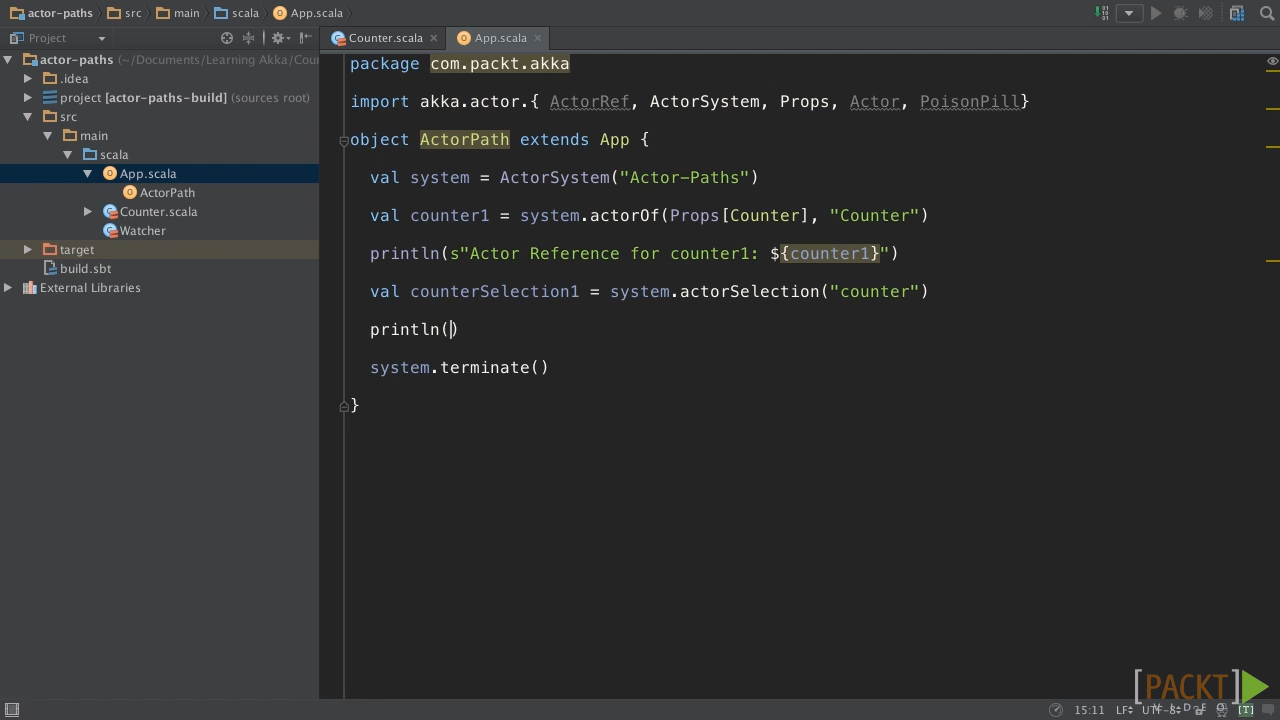 actor-paths src main scala App.scala
Project
Counter.scala App.scala
actor-paths (~/Documents/Learning Akka/Cou
.idea
project [actor-paths-build] (sources root)
src
main
scala
App.scala
ActorPath
Counter.scala
Watcher
target
build.sbt
External Libraries
package com.packt.akka
import akka.actor.{ ActorRef, ActorSystem, Props, Actor, PoisonPill}
object ActorPath extends App {
val system = ActorSystem("Actor-Paths")
val counter1 = system.actorOf(Props[Counter], "Counter")
println(s"Actor Reference for counter1: ${counter1}")
val counterSelection1 = system.actorSelection("counter")
println()
system.terminate()
}
[PACKT]
15:11 LF UTF-8 [T]